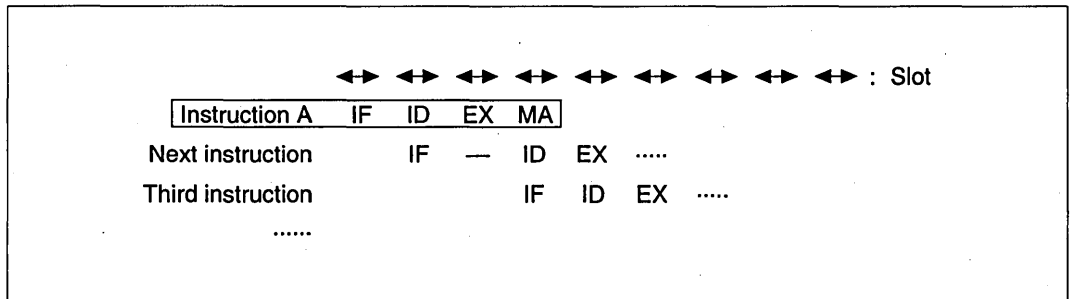 : Slot
Instruction A IF ID EX MA
Next instruction IF — ID EX .....
Third instruction IF ID EX .....
......